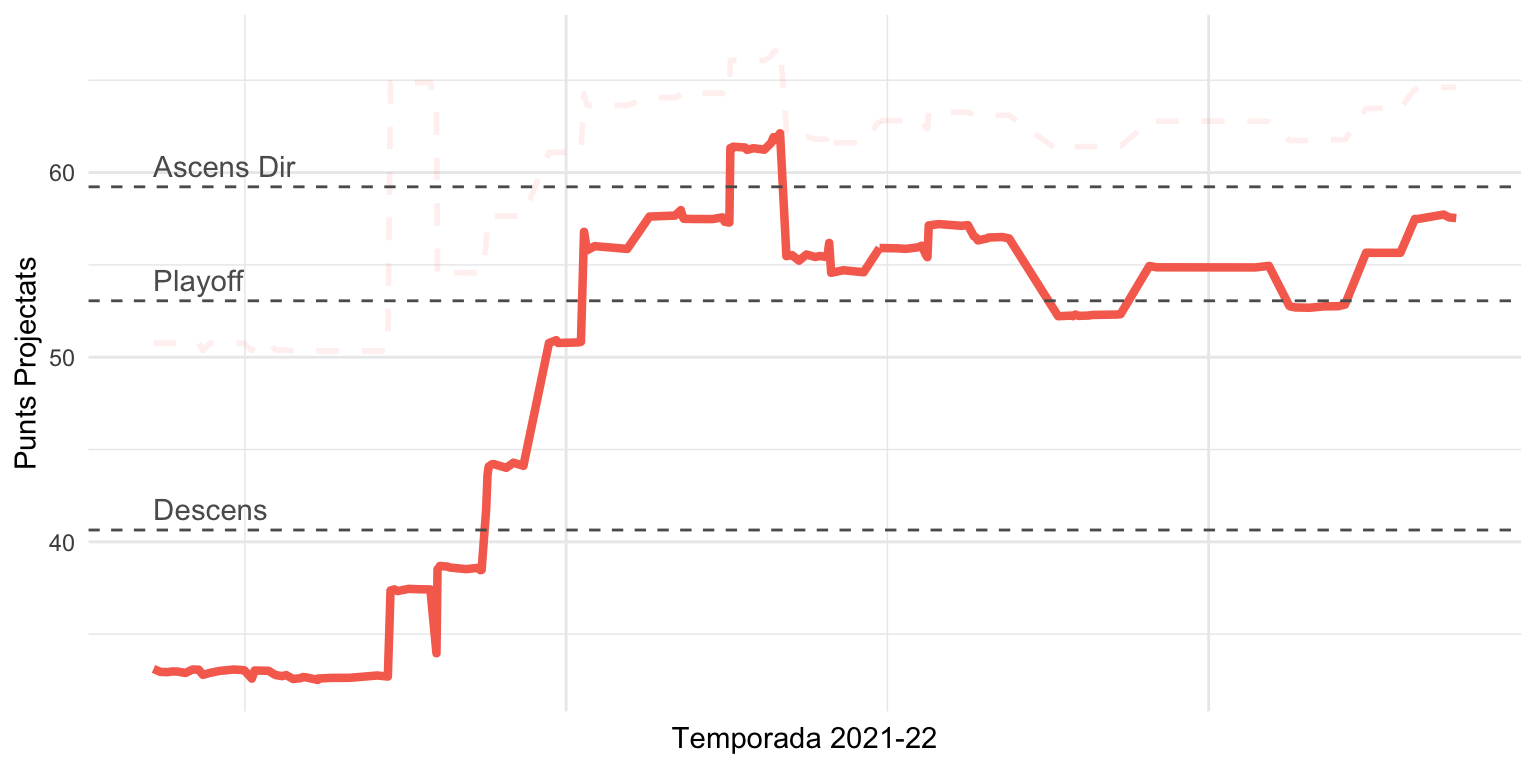 Punts Projectats
60
50
40
Ascens Dir
Playoff
Descens
Temporada 2021-22